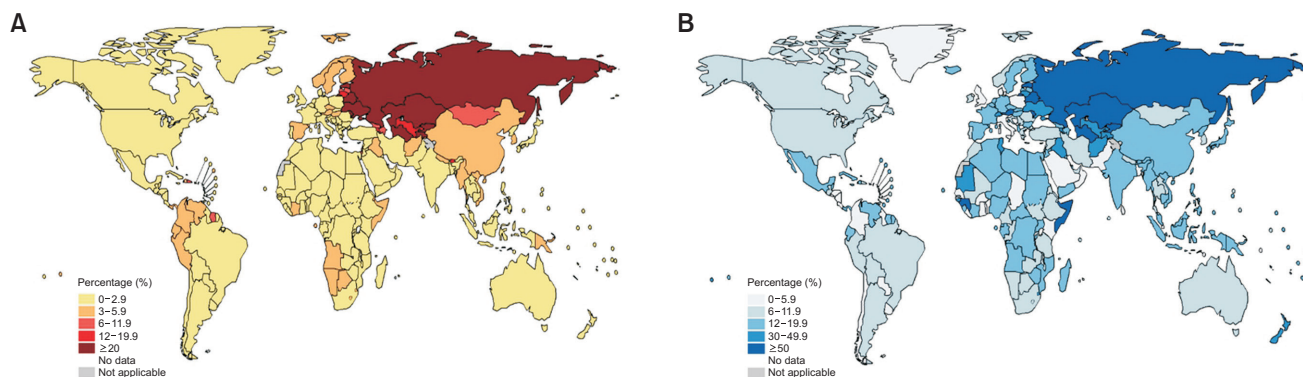 A
Percentage (%)
0−2.9
3−5.9
6−11.9
12−19.9
≥20
No data
Not applicable
B
Percentage (%)
0−5.9
6−11.9
12−19.9
30−49.9
≥50
No data
Not applicable